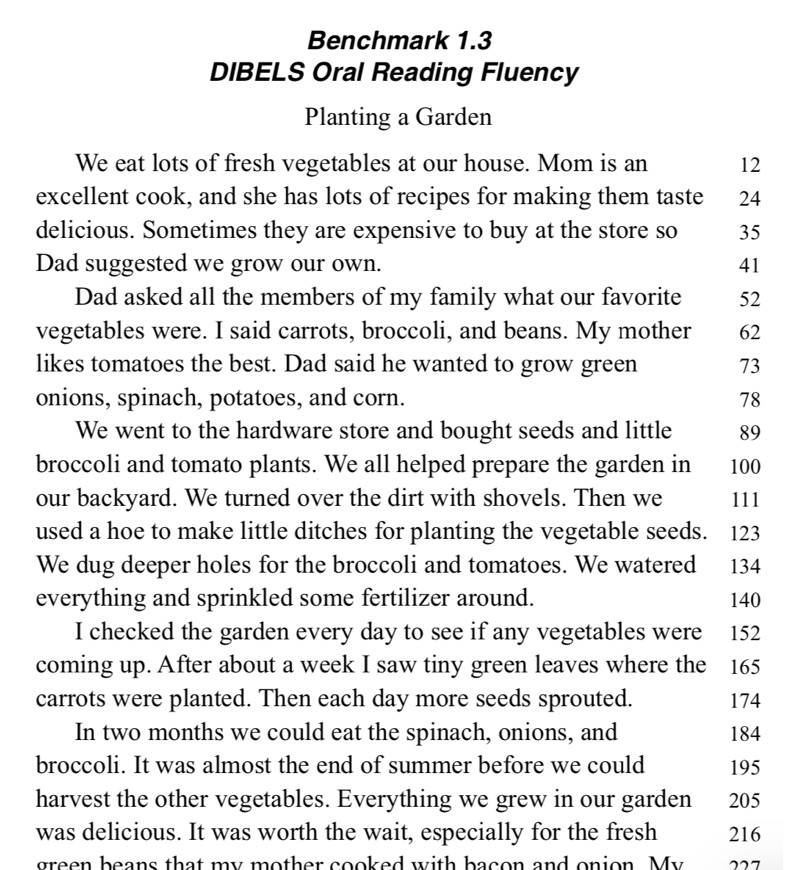 Benchmark 1.3
DIBELS Oral Reading Fluency
Planting a Garden
We eat lots of fresh vegetables at our house. Mom is an 12
excellent cook, and she has lots of recipes for making them taste 24
delicious. Sometimes they are expensive to buy at the store so 35
Dad suggested we grow our own. 41
Dad asked all the members of my family what our favorite 52
vegetables were. I said carrots, broccoli, and beans. My mother 62
likes tomatoes the best. Dad said he wanted to grow green 73
onions, spinach, potatoes, and corn. 78
We went to the hardware store and bought seeds and little 89
broccoli and tomato plants. We all helped prepare the garden in 100
our backyard. We turned over the dirt with shovels. Then we 111
used a hoe to make little ditches for planting the vegetable seeds. 123
We dug deeper holes for the broccoli and tomatoes. We watered 134
everything and sprinkled some fertilizer around. 140
I checked the garden every day to see if any vegetables were 152
coming up. After about a week I saw tiny green leaves where the 165
carrots were planted. Then each day more seeds sprouted. 174
In two months we could eat the spinach, onions, and 184
broccoli. It was almost the end of summer before we could 195
harvest the other vegetables. Everything we grew in our garden 205
was delicious. It was worth the wait, especially for the fresh 216
green beans that my mother cooked with bacon and onion. My 227